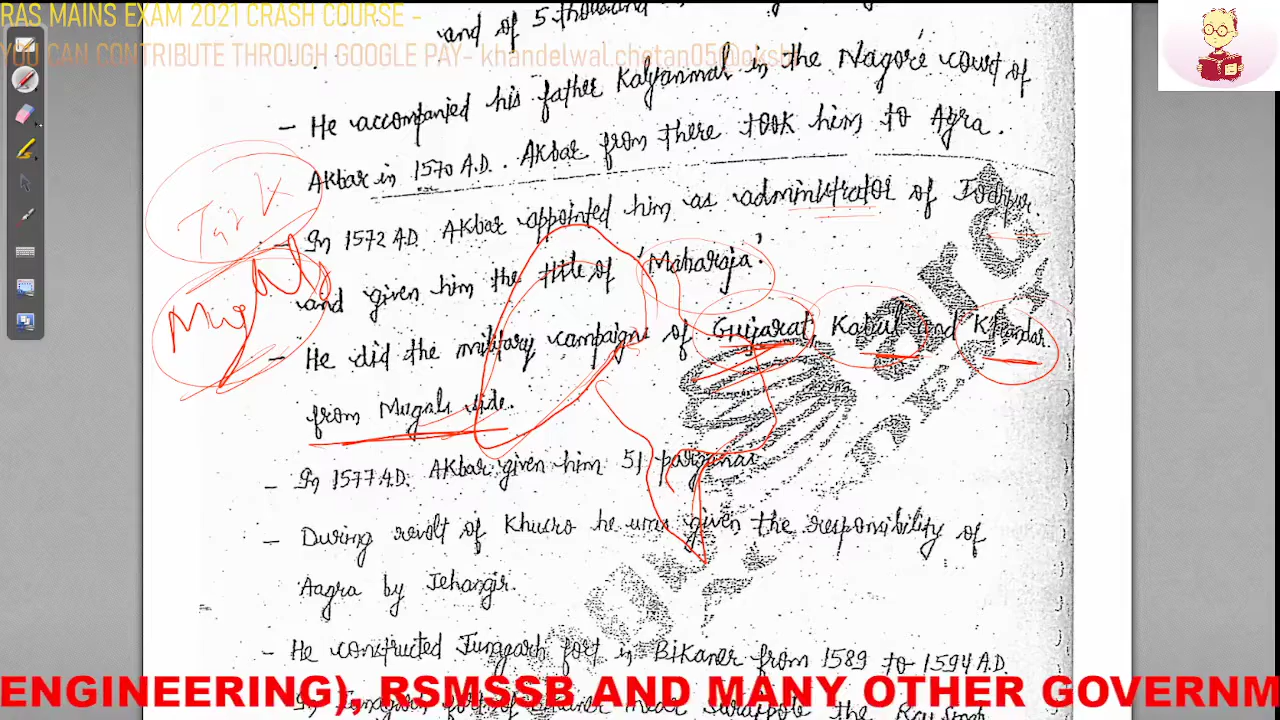 RAS MAINS EXAM 2021 CRASH COURSE -
and of 5 thousand
YOU CAN CONTRIBUTE THROUGH GOOGLE PAY- khandelwal.chetan05@oksbi
- He accompanied his father Kalyanmal in the Nagore court of
Akbar in 1570 A.D. Akbar from there took him to Agra.
- In 1572 A.D. Akbar appointed him as administrator of Jodhpur.
and given him the title of 'Maharaja'.
- He did the military campaigns of Gujarat, Kabul and Khandar
from Mugals side.
- In 1577 A.D. Akbar given him 51 parganas
- During revolt of Khusro he was given the responsibility of
Aagra by Jehangir.
- He constructed Junagarh fort in Bikaner from 1589 to 1594 A.D.
ENGINEERING), RSMSSB AND MANY OTHER GOVERNM